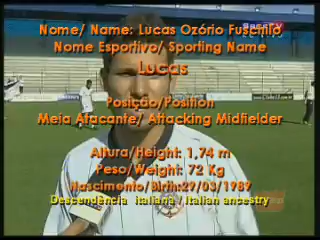 Nome/ Name: Lucas Ozório Fuscinijo
Nome Esportivo/ Sporting Name
Lucas
Posição/Position
Meia Atacante/ Attacking Midfielder
Altura/Height: 1,74 m
Peso/Weight: 72 Kg
Nascimento/Birth:29/03/1989
Descendência italiana / Italian ancestry